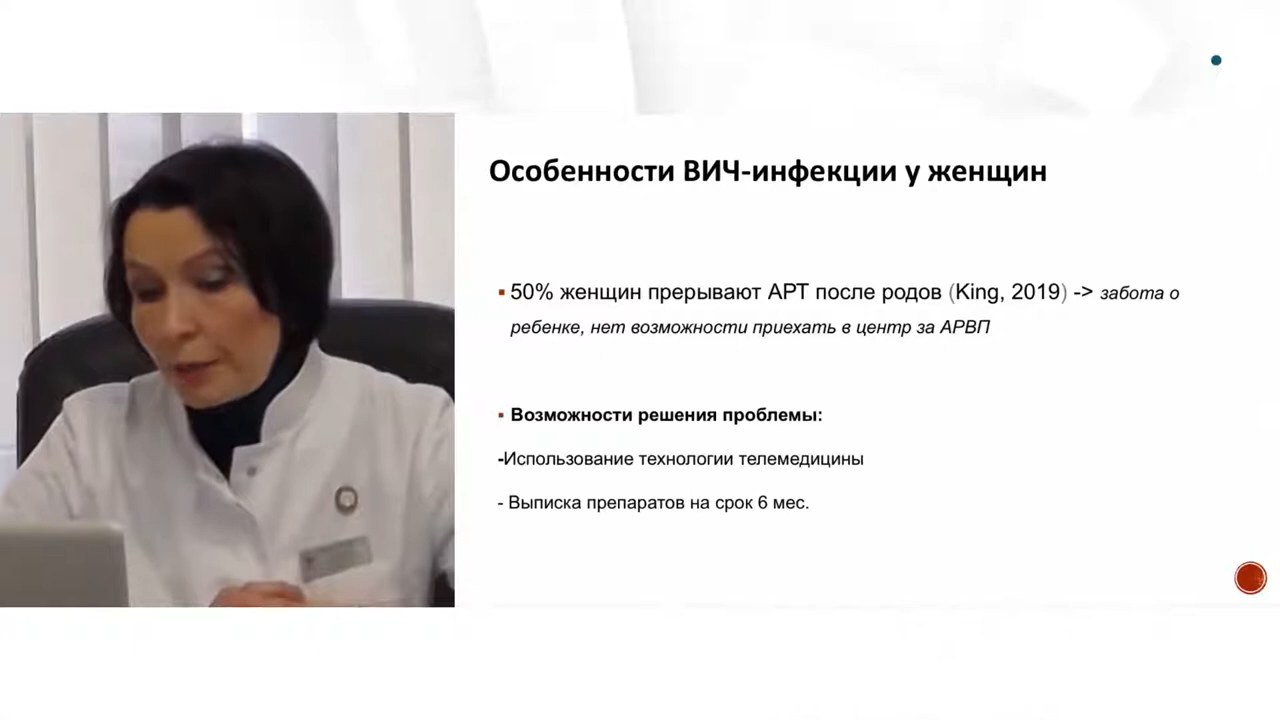 Особенности ВИЧ-инфекции у женщин
▪ 50% женщин прерывают АРТ после родов (King, 2019) -> забота о
ребенке, нет возможности приехать в центр за АРВП
▪ Возможности решения проблемы:
-Использование технологии телемедицины
- Выписка препаратов на срок 6 мес.